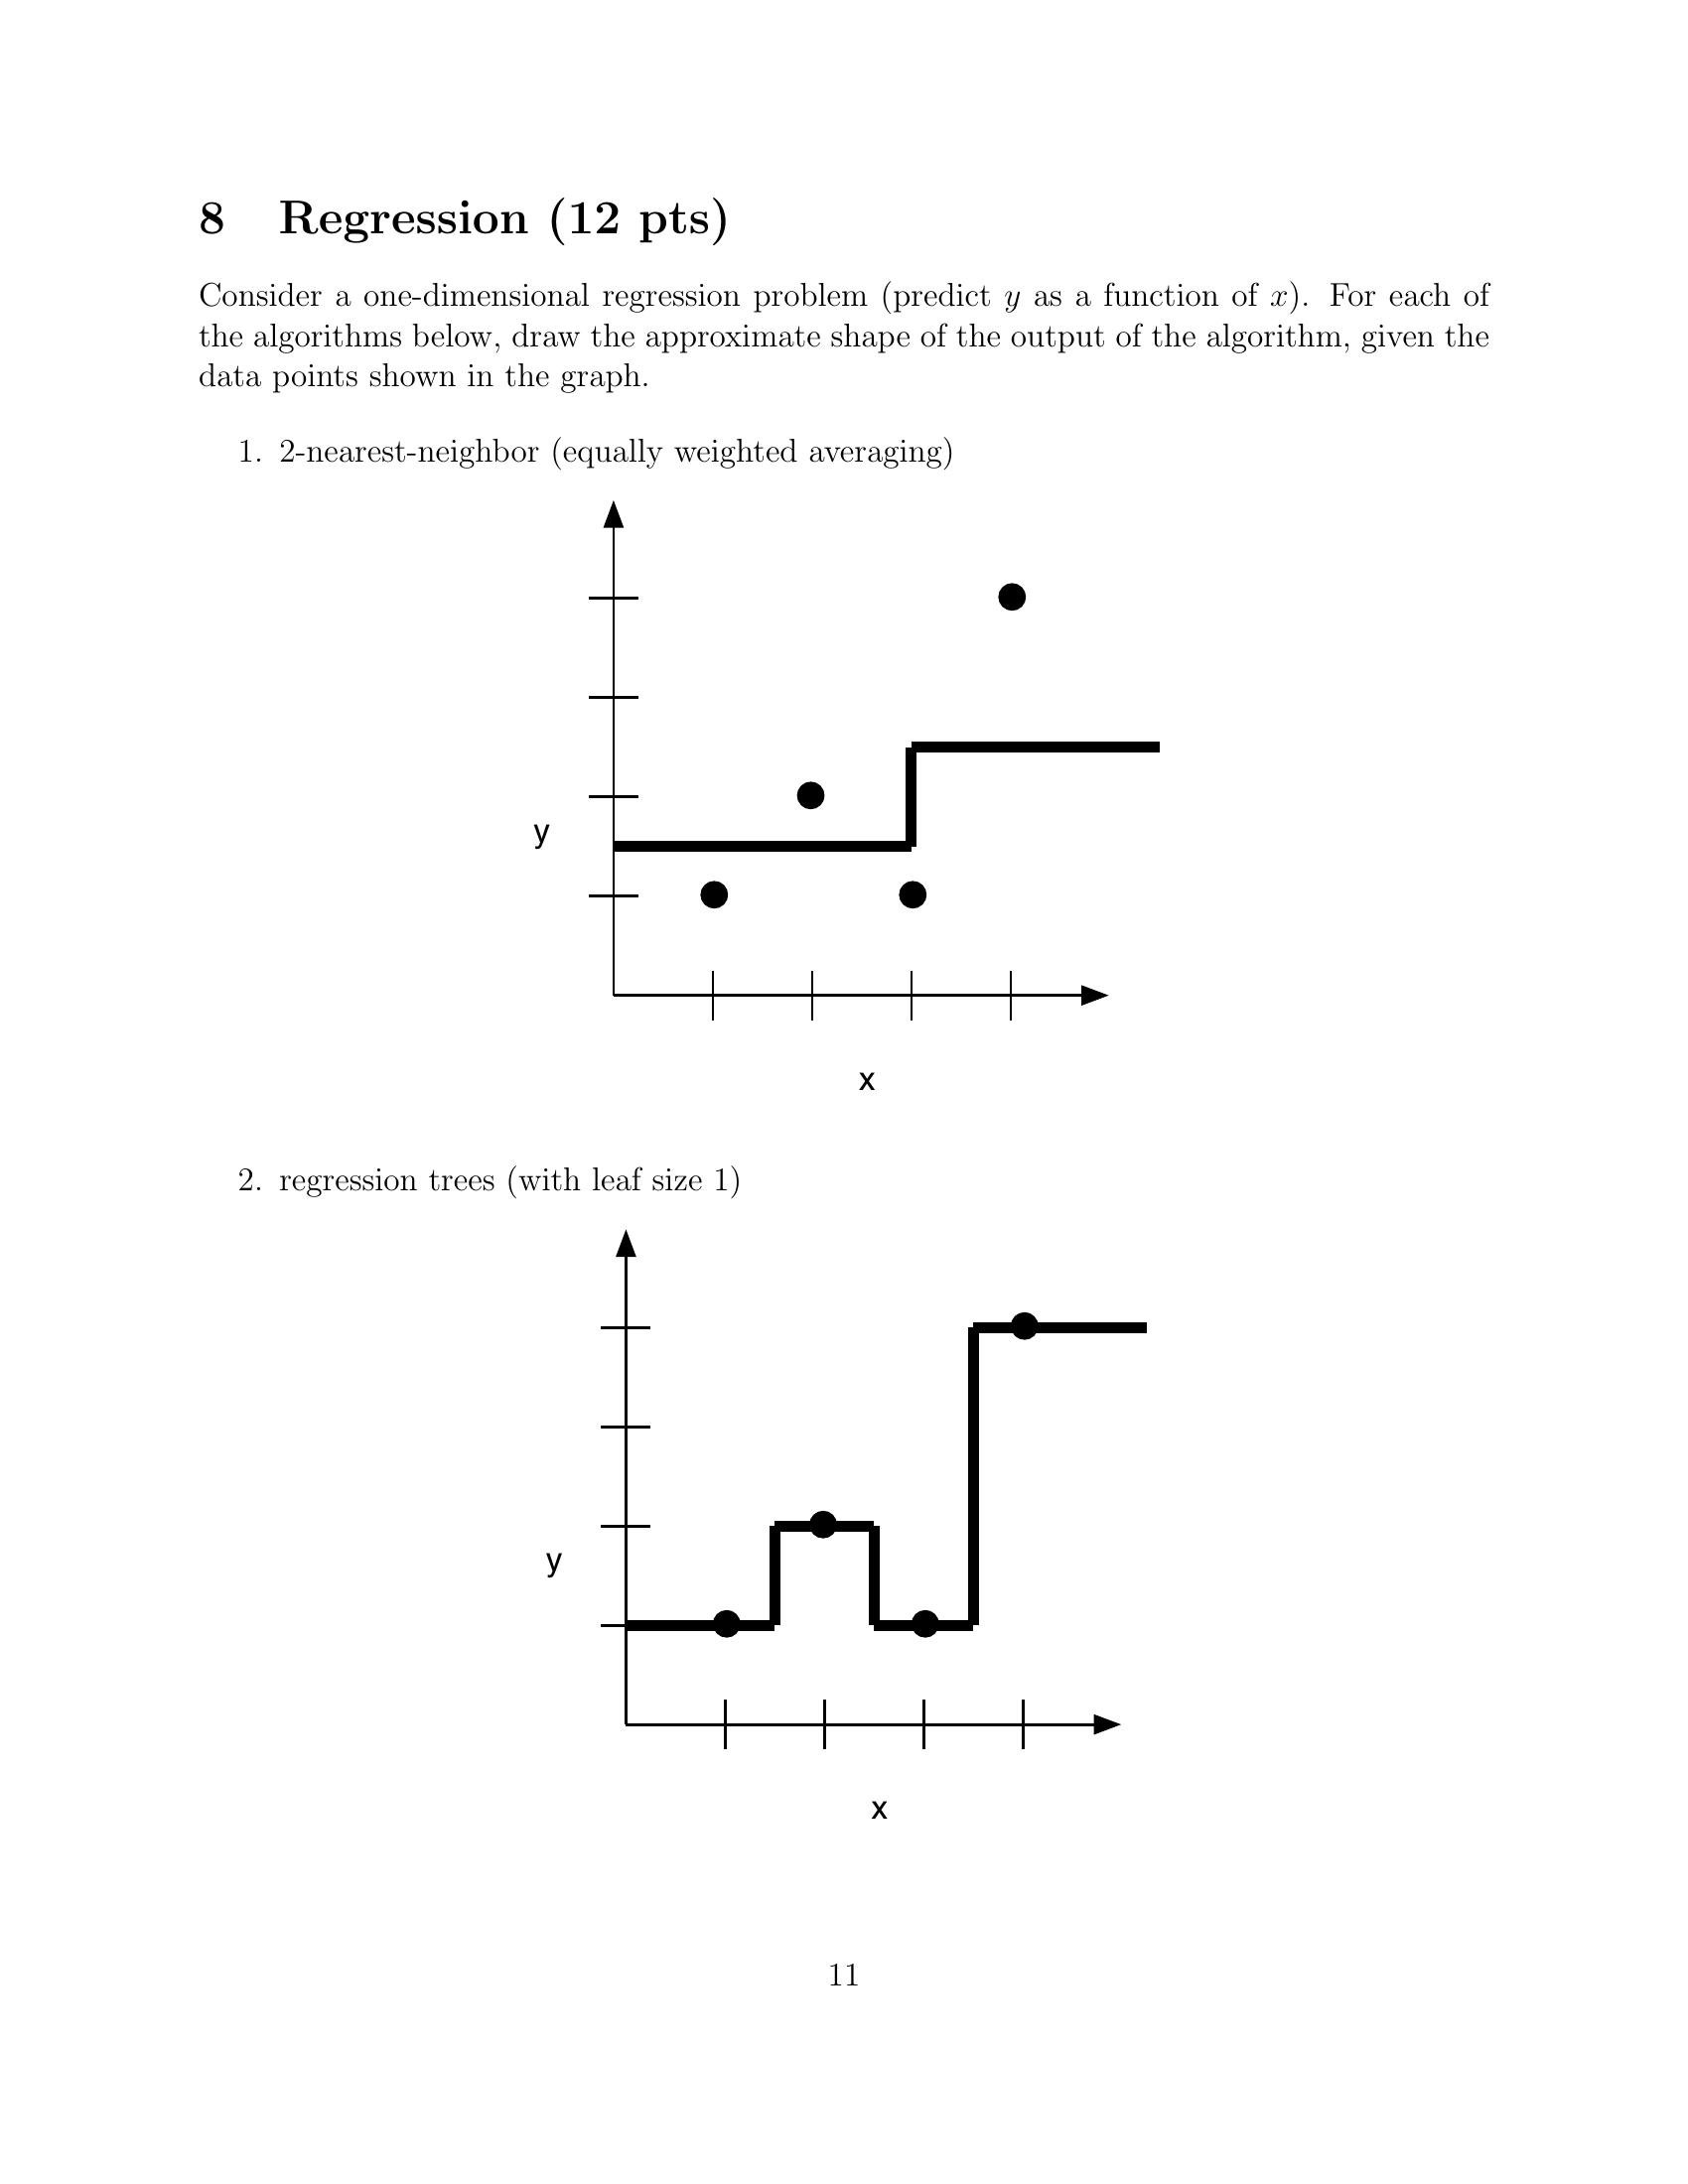 8 Regression (12 pts)
Consider a one-dimensional regression problem (predict y as a function of x). For each of
the algorithms below, draw the approximate shape of the output of the algorithm, given the
data points shown in the graph.
1. 2-nearest-neighbor (equally weighted averaging)
y
x
2. regression trees (with leaf size 1)
y
x
11